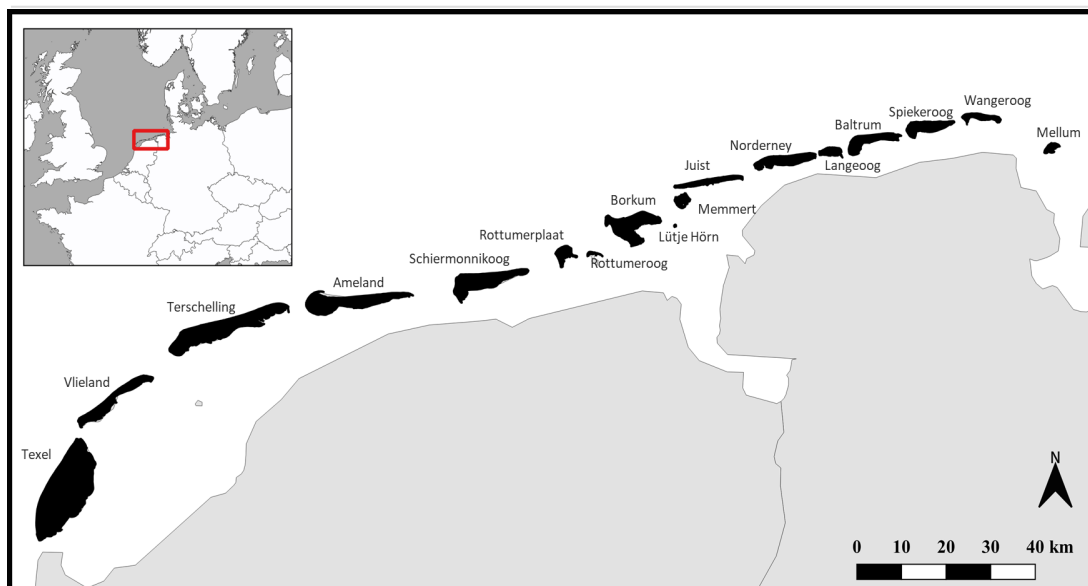 Wangeroog
Spiekeroog
Baltrum
Mellum
Norderney
Langeoog
Juist
Memmert
Borkum
Lütje Hörn
Rottumerplaat
Rottumeroog
Schiermonnikoog
Ameland
Terschelling
Vlieland
Texel
N
0 10 20 30 40 km